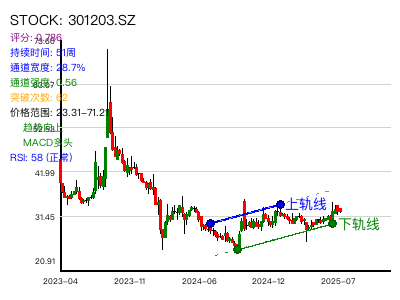 STOCK: 301203.SZ
评分: 0.786
持续时间: 51周
通道宽度: 28.7%
通道强度: 0.56
突破次数: 62
价格范围: 23.31-71.21
趋势向上
MACD多头
RSI: 58 (正常)
41.99
31.45
20.91
上轨线
下轨线
2023-04
2023-11
2024-06
2024-12
2025-07